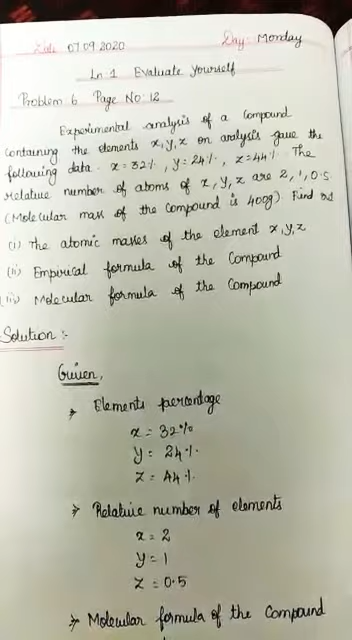 07.09.2020
Day: Monday
Ln 1 Evaluate Yourself
Problem 6 Page No: 12
Experimental analysis of a compound
containing the elements x, y, z on analysis gave the
following data. x = 32%, y = 24%, z = 44%. The
relative number of atoms of x, y, z are 2, 1, 0.5.
(Molecular mass of the compound is 400g) Find out
(i) The atomic masses of the element x, y, z
(ii) Empirical formula of the compound
(iii) Molecular formula of the compound
Solution :-
Given,
Elements percentage
x = 32%
y = 24%
z = 44%
Relative number of elements
x = 2
y = 1
z = 0.5
Molecular formula of the compound